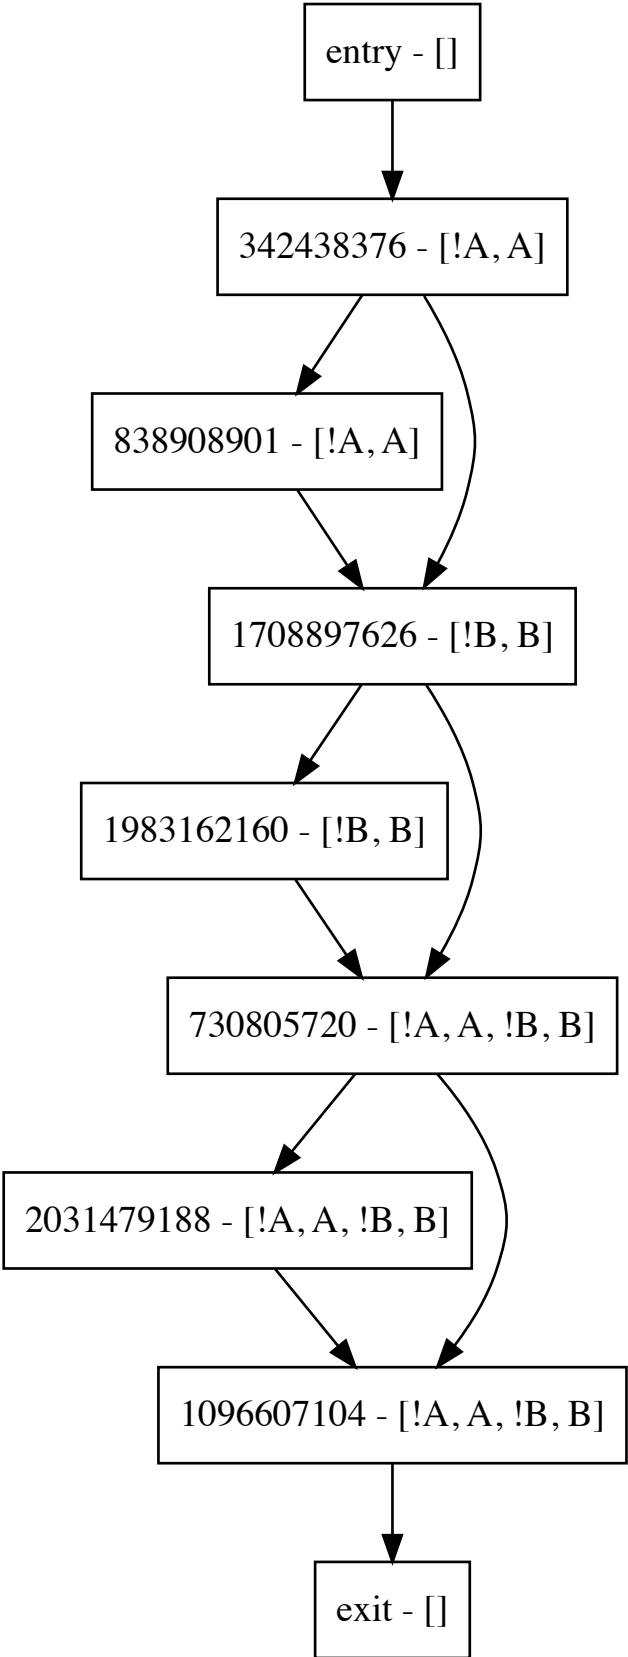 entry - []
342438376 - [!A, A]
838908901 - [!A, A]
1708897626 - [!B, B]
1983162160 - [!B, B]
730805720 - [!A, A, !B, B]
2031479188 - [!A, A, !B, B]
1096607104 - [!A, A, !B, B]
exit - []